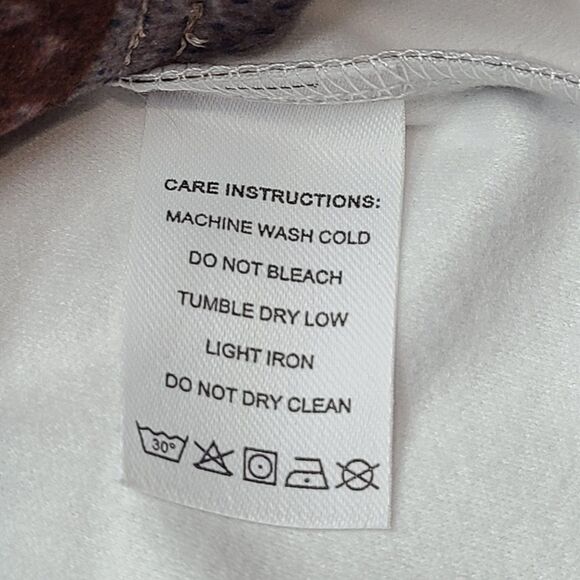 CARE INSTRUCTIONS:
MACHINE WASH COLD
DO NOT BLEACH
TUMBLE DRY LOW
LIGHT IRON
DO NOT DRY CLEAN
30°